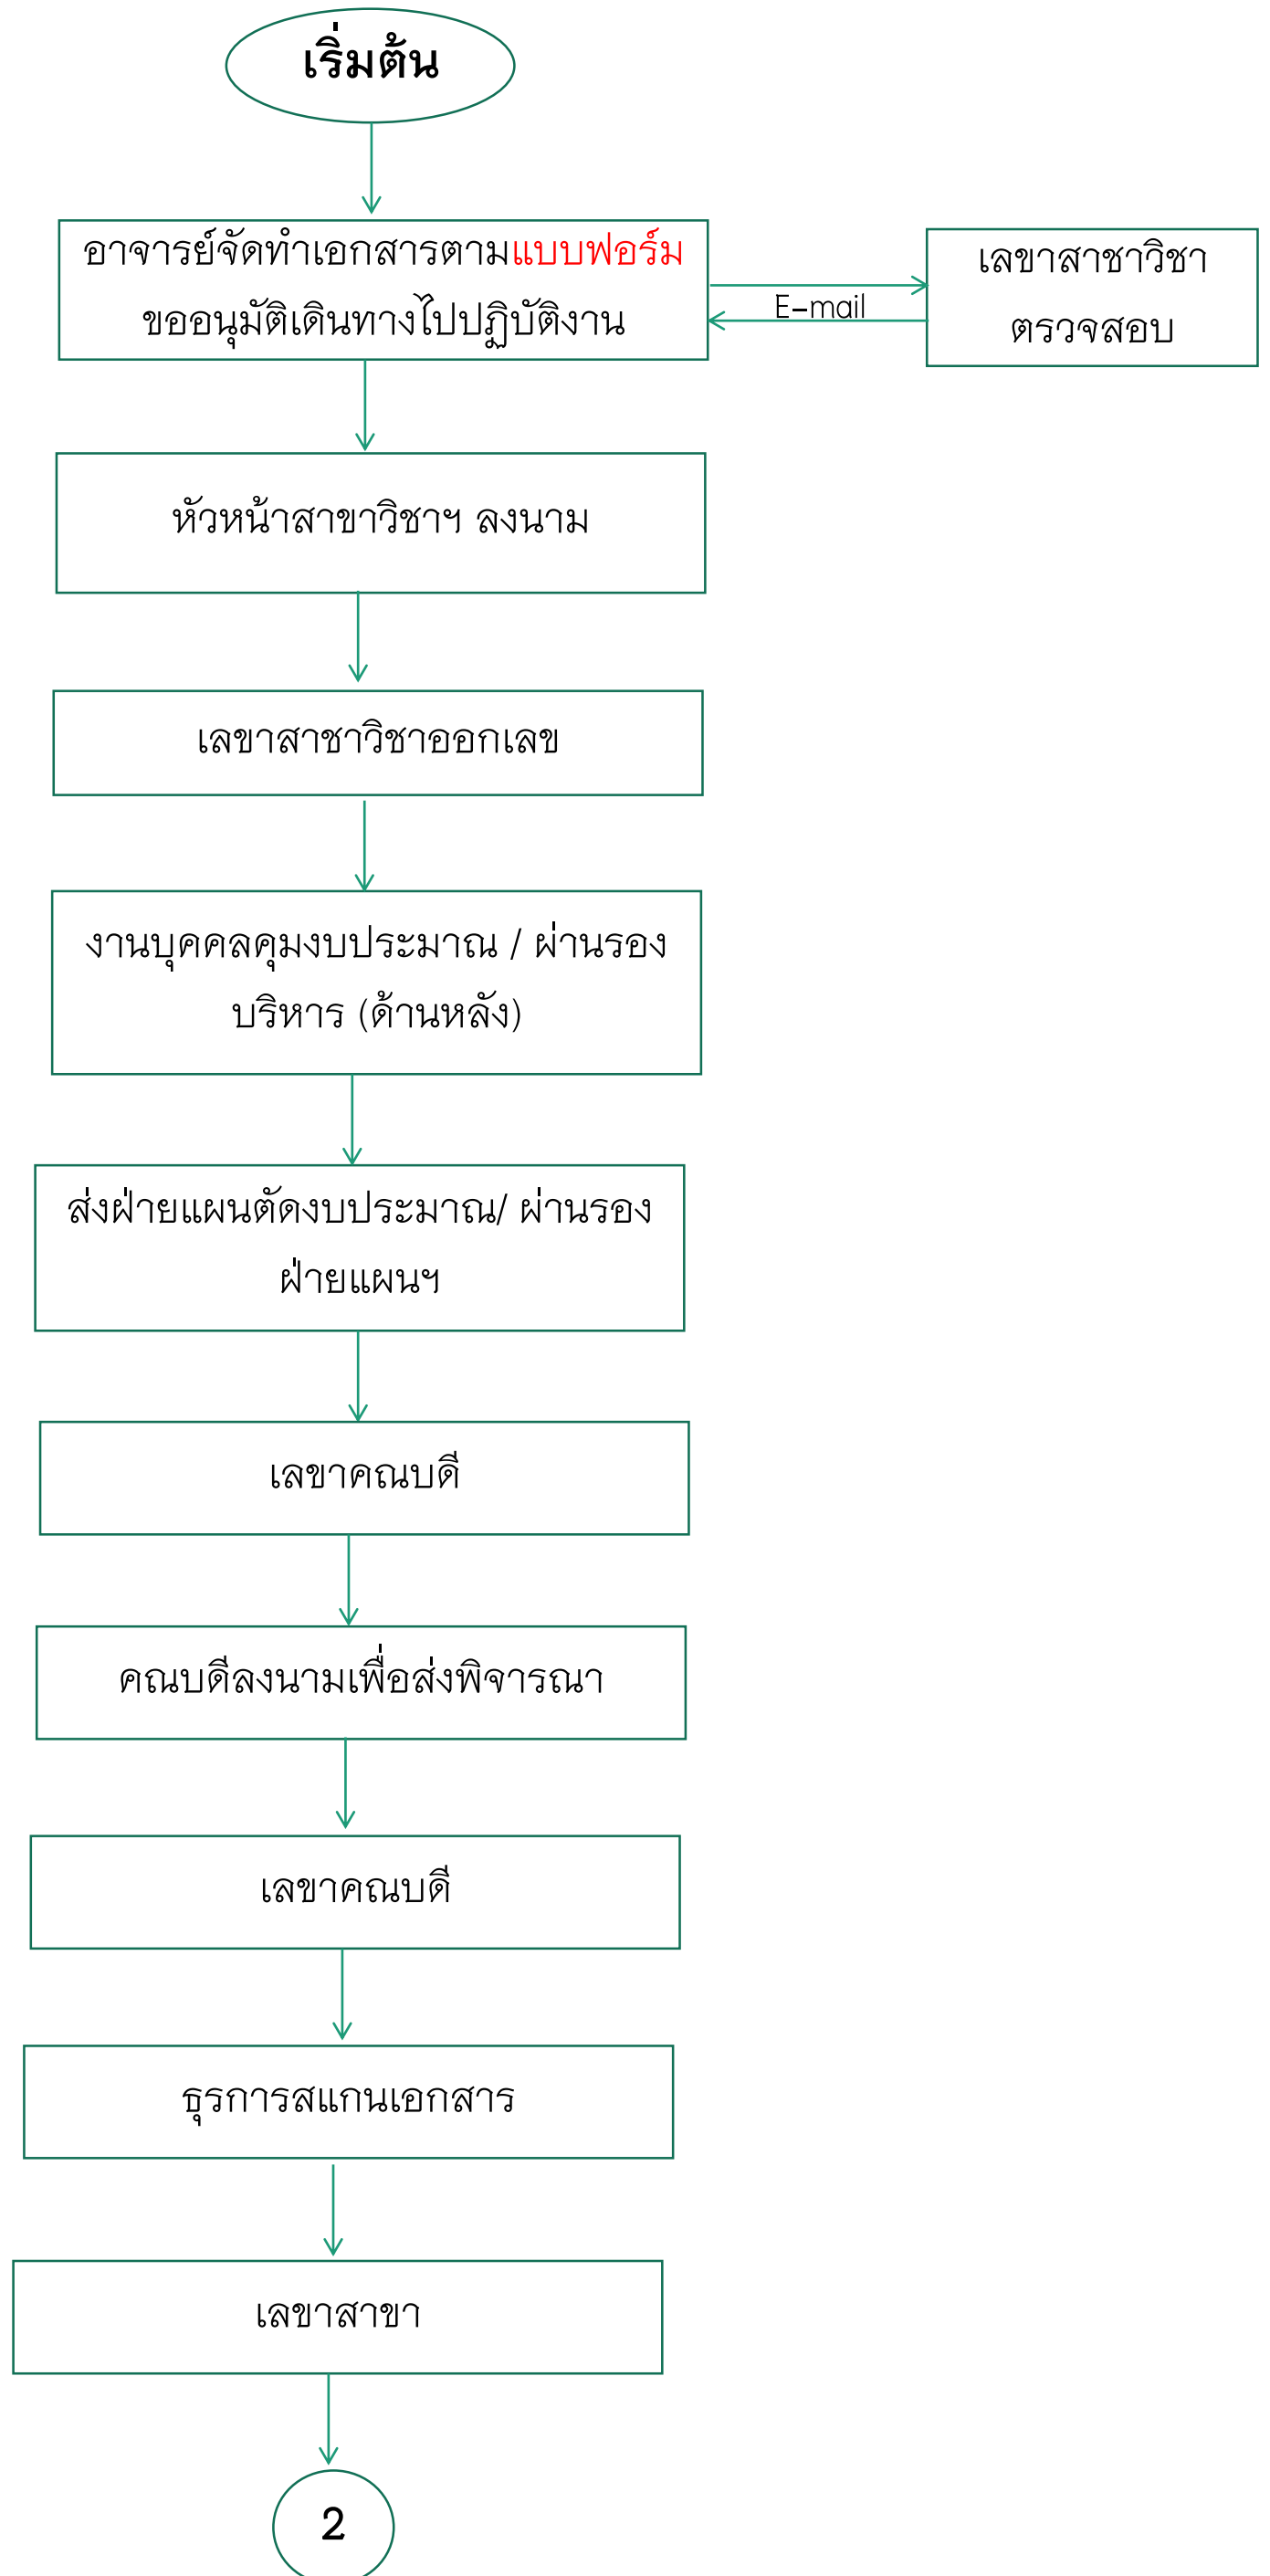 เริ่มต้น
อาจารย์จัดทำเอกสารตามแบบฟอร์ม
ขออนุมัติเดินทางไปปฏิบัติงาน
E-mail
เลขาสาชาวิชา
ตรวจสอบ
หัวหน้าสาขาวิชาฯ ลงนาม
เลขาสาชาวิชาออกเลข
งานบุคคลคุมงบประมาณ / ผ่านรอง
บริหาร (ด้านหลัง)
ส่งฝ่ายแผนตัดงบประมาณ/ ผ่านรอง
ฝ่ายแผนฯ
เลขาคณบดี
คณบดีลงนามเพื่อส่งพิจารณา
เลขาคณบดี
ธุรการสแกนเอกสาร
เลขาสาขา
2